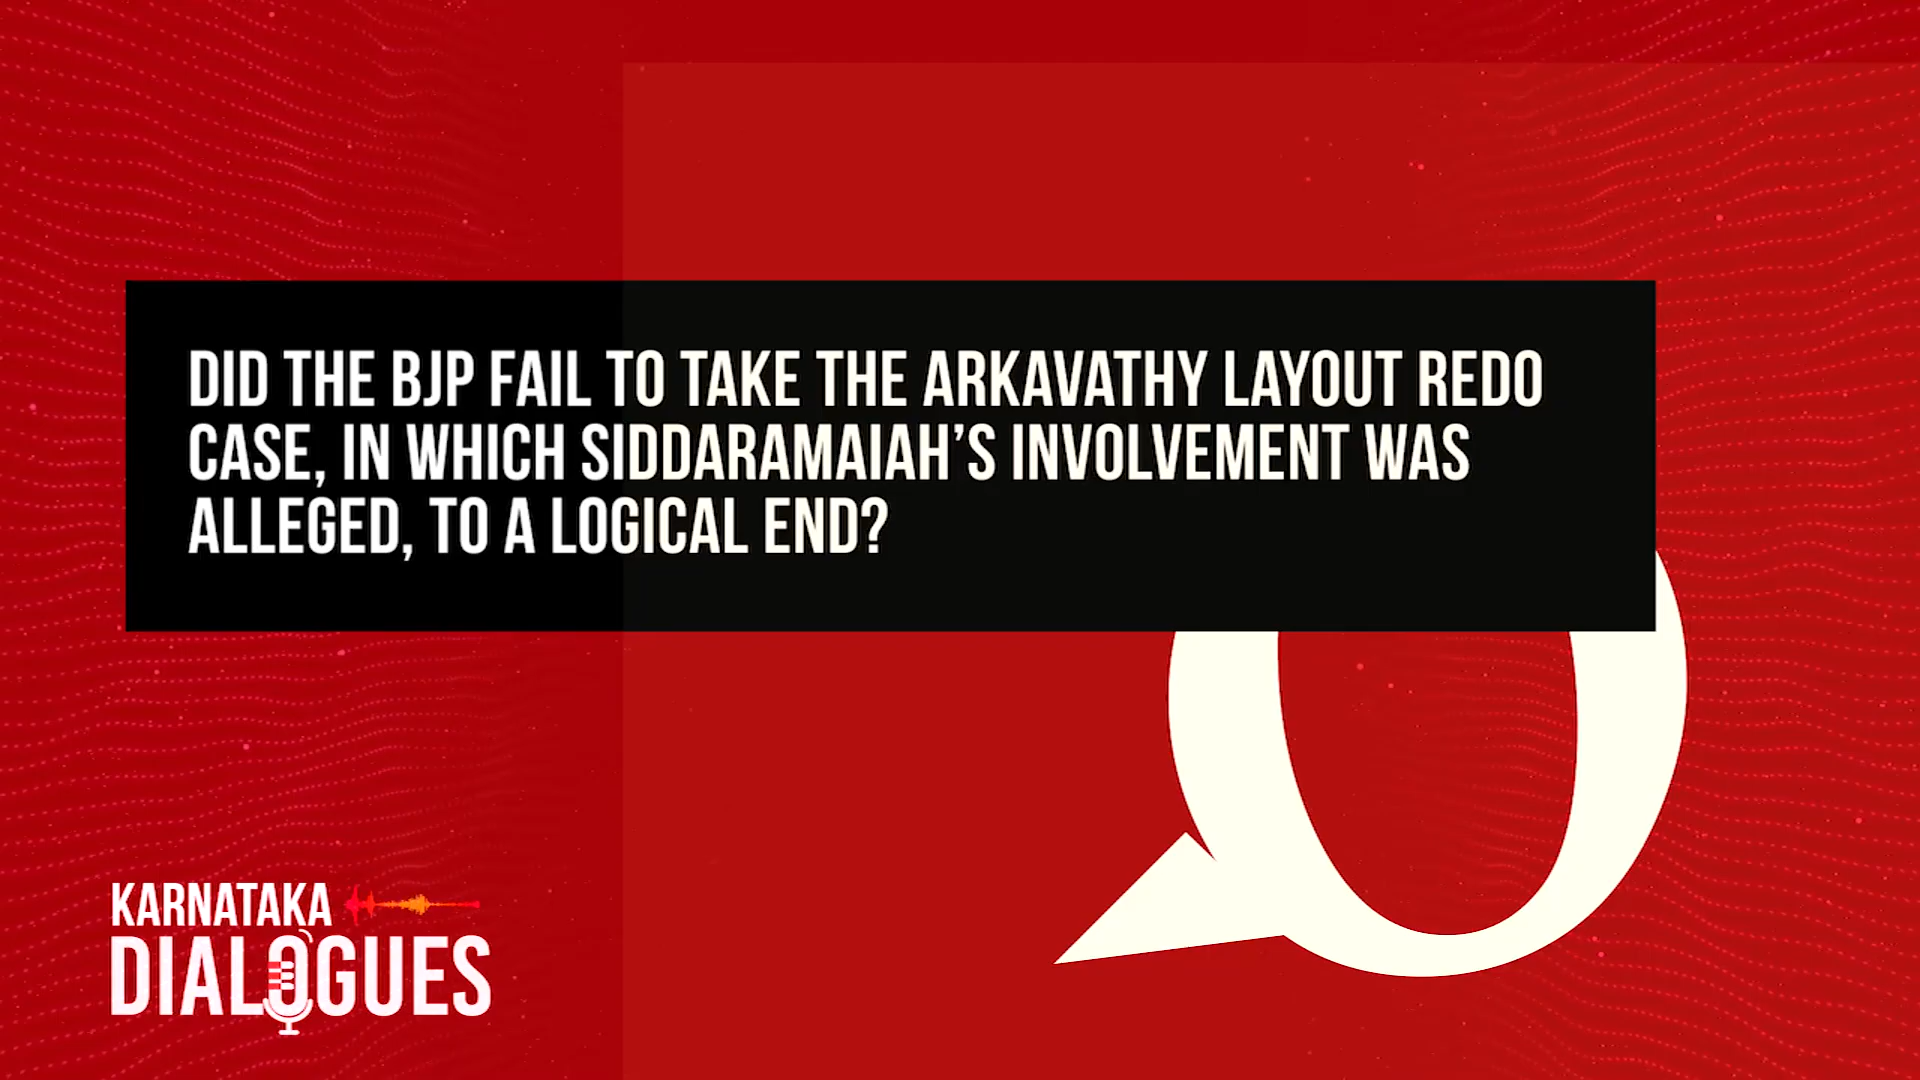 DID THE BJP FAIL TO TAKE THE ARKAVATHY LAYOUT REDO
CASE, IN WHICH SIDDARAMAIAH’S INVOLVEMENT WAS
ALLEGED, TO A LOGICAL END?
KARNATAKA
DIALOGUES